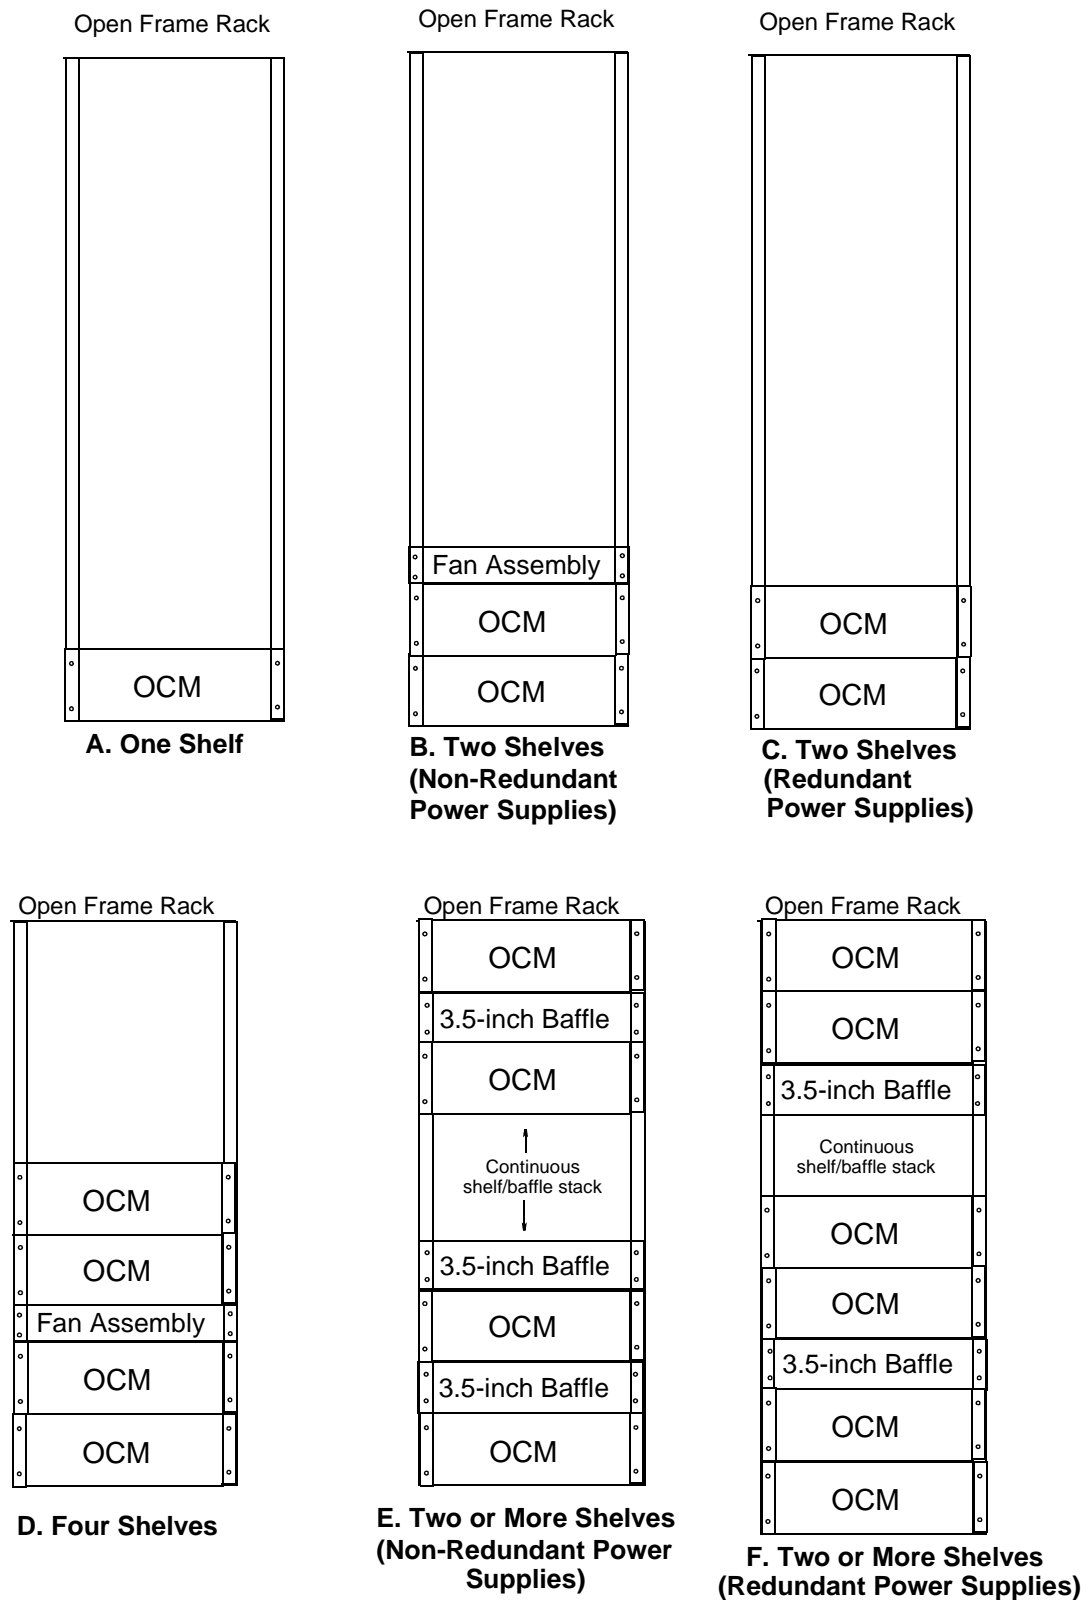 Open Frame Rack
OCM
A. One Shelf
Open Frame Rack
Fan Assembly
OCM
OCM
B. Two Shelves
(Non-Redundant
Power Supplies)
Open Frame Rack
OCM
OCM
C. Two Shelves
(Redundant
Power Supplies)
Open Frame Rack
OCM
OCM
Fan Assembly
OCM
OCM
D. Four Shelves
Open Frame Rack
OCM
3.5-inch Baffle
OCM
Continuous
shelf/baffle stack
3.5-inch Baffle
OCM
3.5-inch Baffle
OCM
E. Two or More Shelves
(Non-Redundant Power
Supplies)
Open Frame Rack
OCM
OCM
3.5-inch Baffle
Continuous
shelf/baffle stack
OCM
OCM
3.5-inch Baffle
OCM
OCM
F. Two or More Shelves
(Redundant Power Supplies)